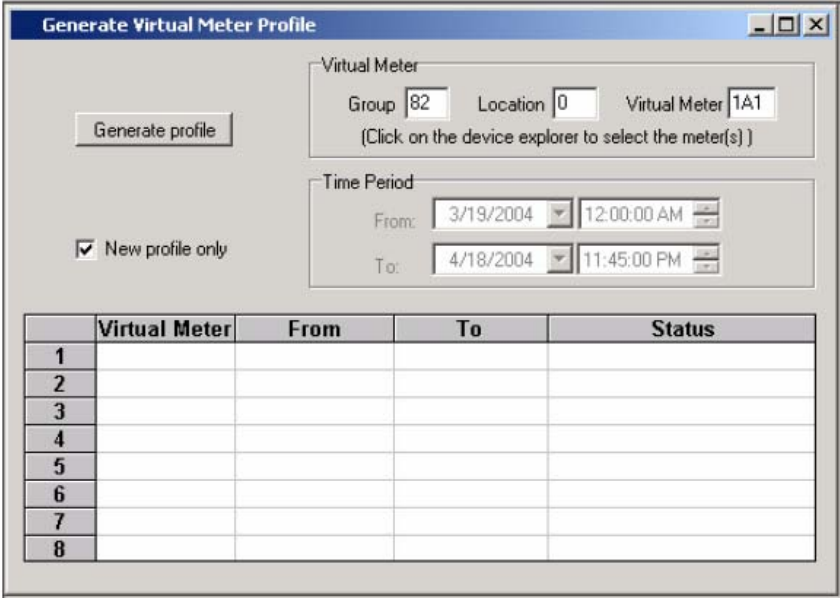 Generate Virtual Meter Profile
Virtual Meter
Group 82 Location 0 Virtual Meter 1A1
Generate profile
(Click on the device explorer to select the meter(s) )
Time Period
From: 3/19/2004 12:00:00 AM
New profile only
To: 4/18/2004 11:45:00 PM
Virtual Meter From To Status
1
2
3
4
5
6
7
8